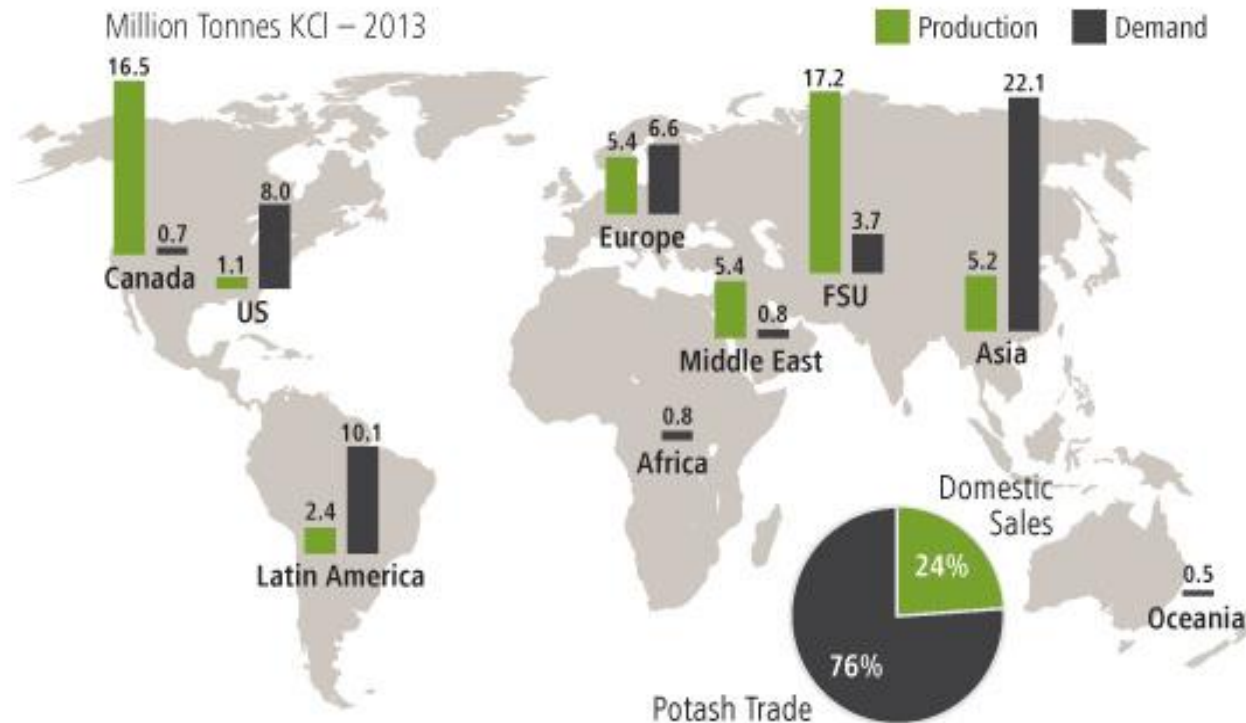 Million Tonnes KCl – 2013
Production
Demand
16.5
0.7
Canada
1.1
8.0
US
5.4
6.6
Europe
17.2
3.7
FSU
22.1
5.2
Asia
5.4
0.8
Middle East
0.8
Africa
10.1
2.4
Latin America
Domestic
Sales
24%
76%
Potash Trade
0.5
Oceania